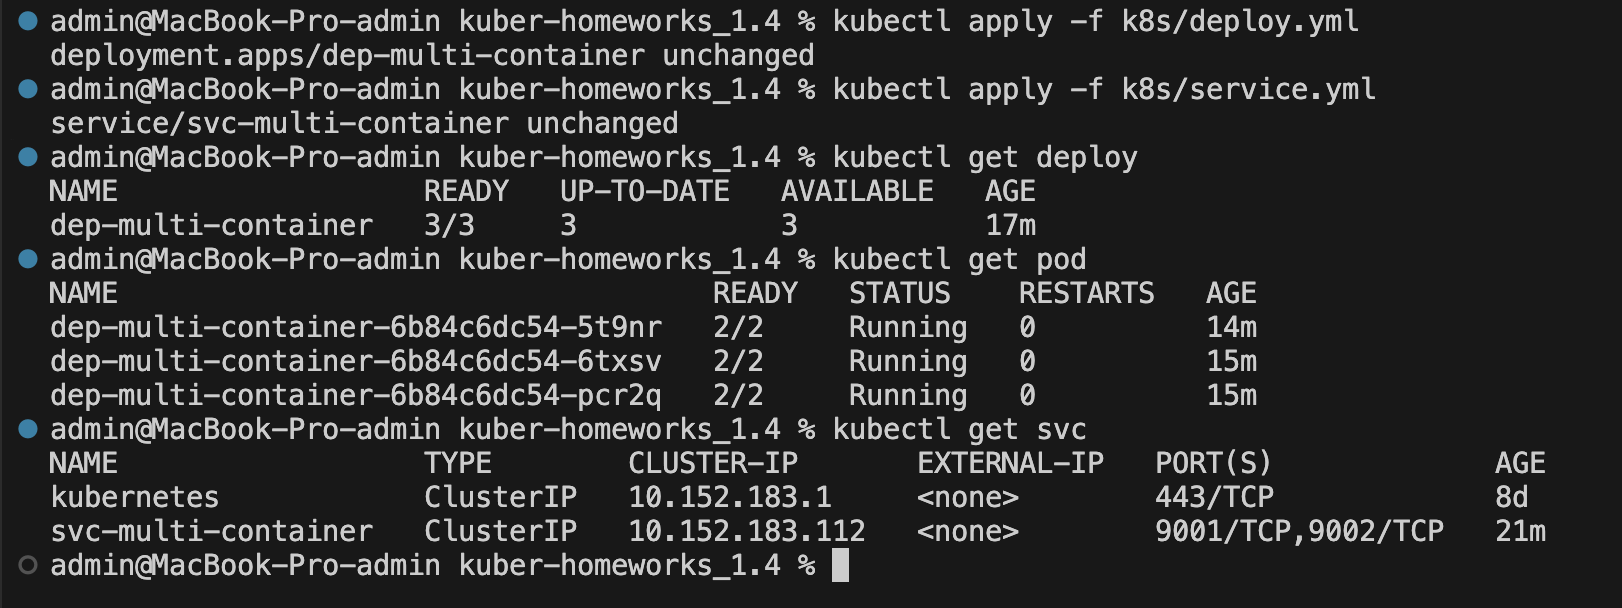 admin@MacBook-Pro-admin kuber-homeworks_1.4 % kubectl apply -f k8s/deploy.yml
deployment.apps/dep-multi-container unchanged
admin@MacBook-Pro-admin kuber-homeworks_1.4 % kubectl apply -f k8s/service.yml
service/svc-multi-container unchanged
admin@MacBook-Pro-admin kuber-homeworks_1.4 % kubectl get deploy
NAME                  READY   UP-TO-DATE   AVAILABLE   AGE
dep-multi-container   3/3     3            3           17m
admin@MacBook-Pro-admin kuber-homeworks_1.4 % kubectl get pod
NAME                                   READY   STATUS    RESTARTS   AGE
dep-multi-container-6b84c6dc54-5t9nr   2/2     Running   0          14m
dep-multi-container-6b84c6dc54-6txsv   2/2     Running   0          15m
dep-multi-container-6b84c6dc54-pcr2q   2/2     Running   0          15m
admin@MacBook-Pro-admin kuber-homeworks_1.4 % kubectl get svc
NAME                  TYPE        CLUSTER-IP       EXTERNAL-IP   PORT(S)             AGE
kubernetes            ClusterIP   10.152.183.1     <none>        443/TCP             8d
svc-multi-container   ClusterIP   10.152.183.112   <none>        9001/TCP,9002/TCP   21m
admin@MacBook-Pro-admin kuber-homeworks_1.4 %